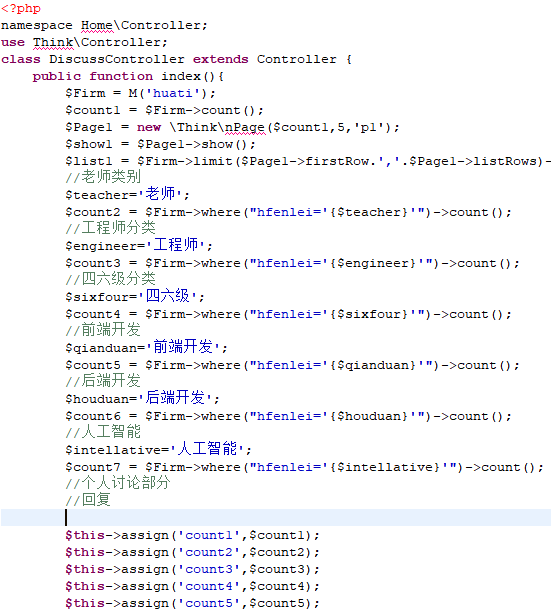 <?php
namespace Home\Controller;
use Think\Controller;
class DiscussController extends Controller {
    public function index(){
        $Firm = M('huati');
        $count1 = $Firm->count();
        $Page1 = new \Think\nPage($count1,5,'p1');
        $show1 = $Page1->show();
        $list1 = $Firm->limit($Page1->firstRow.','.$Page1->listRows)-
        //老师类别
        $teacher='老师';
        $count2 = $Firm->where("hfenlei='{$teacher}'")->count();
        //工程师分类
        $engineer='工程师';
        $count3 = $Firm->where("hfenlei='{$engineer}'")->count();
        //四六级分类
        $sixfour='四六级';
        $count4 = $Firm->where("hfenlei='{$sixfour}'")->count();
        //前端开发
        $qianduan='前端开发';
        $count5 = $Firm->where("hfenlei='{$qianduan}'")->count();
        //后端开发
        $houduan='后端开发';
        $count6 = $Firm->where("hfenlei='{$houduan}'")->count();
        //人工智能
        $intellative='人工智能';
        $count7 = $Firm->where("hfenlei='{$intellative}'")->count();
        //个人讨论部分
        //回复
        $this->assign('count1',$count1);
        $this->assign('count2',$count2);
        $this->assign('count3',$count3);
        $this->assign('count4',$count4);
        $this->assign('count5',$count5);